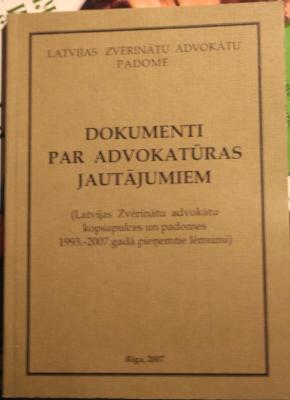 LATVIJAS ZVĒRINĀTU ADVOKĀTU
PADOME
DOKUMENTI
PAR ADVOKATŪRAS
JAUTĀJUMIEM
(Latvijas Zvērinātu advokātu
kopsapulces un padomes
1993.-2007.gadā pieņemtie lēmumi)
Rīga, 2007